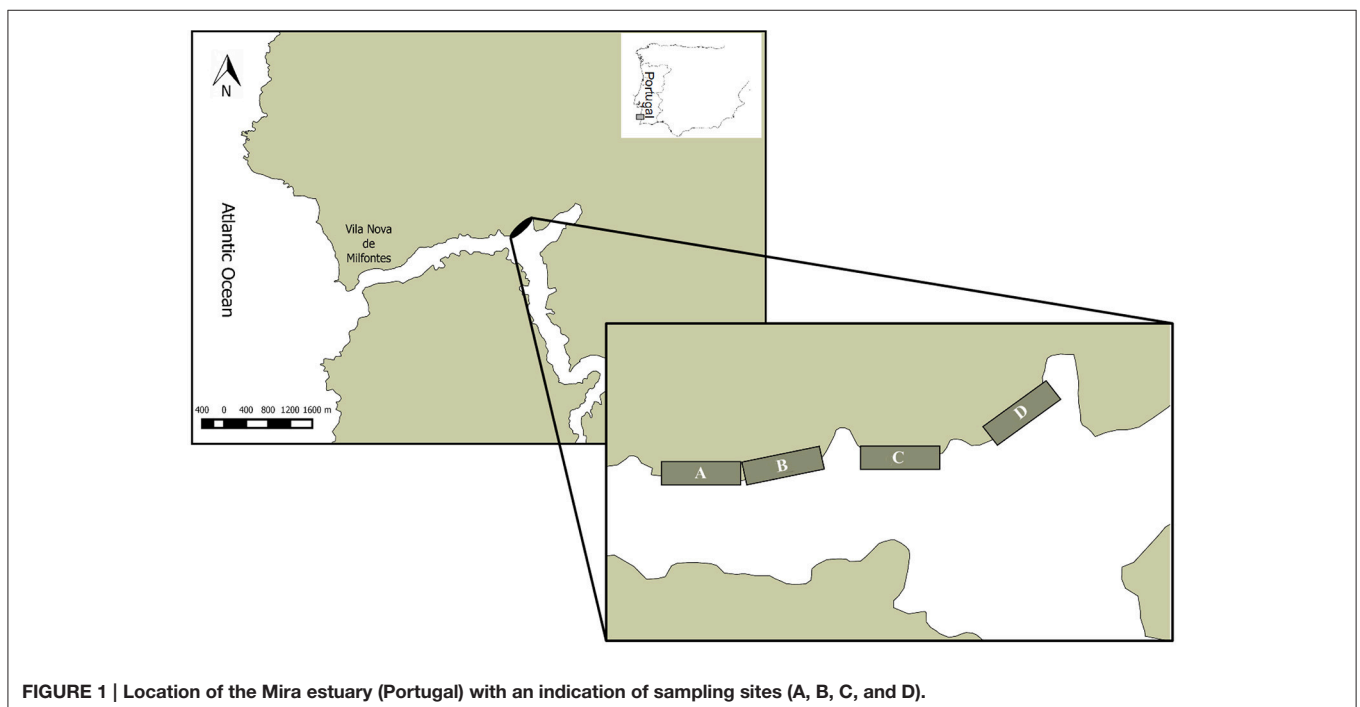 N
Portugal
Atlantic Ocean
Vila Nova
de
Milfontes
400 0 400 800 1200 1600 m
A
B
C
D
FIGURE 1 | Location of the Mira estuary (Portugal) with an indication of sampling sites (A, B, C, and D).